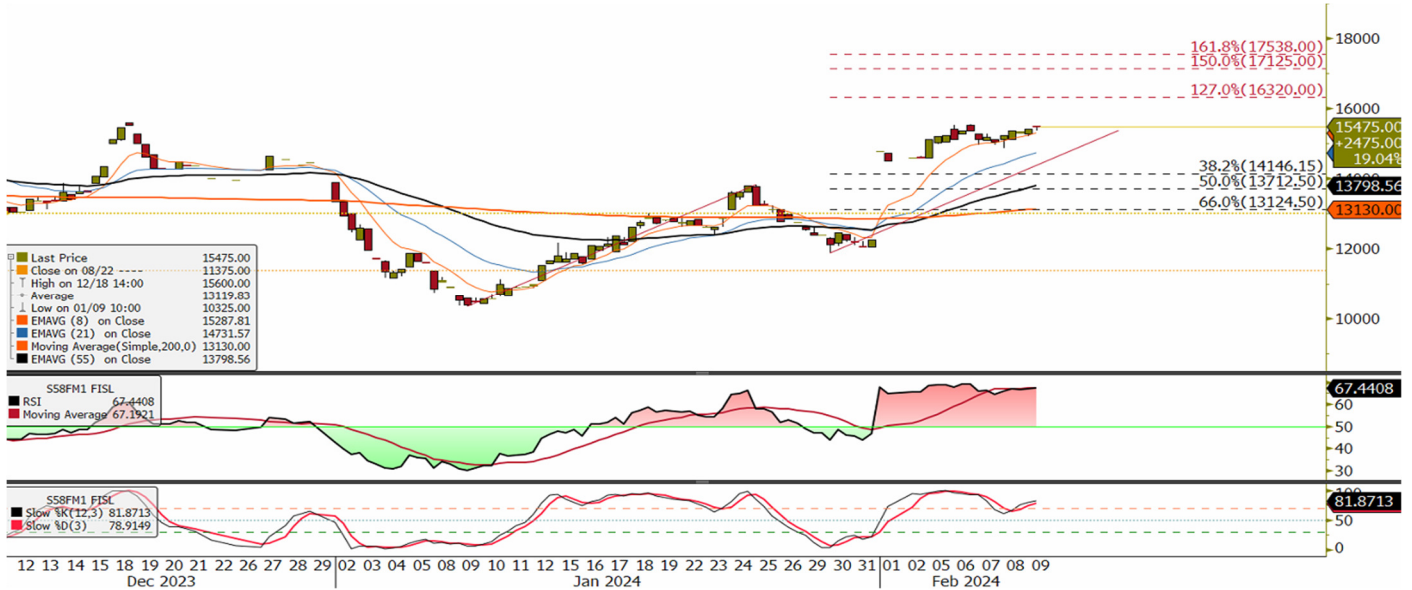 161.8%(17538.00)
150.0%(17125.00)
127.0%(16320.00)
38.2%(14146.15)
50.0%(13712.50)
66.0%(13124.50)
18000
16000
15475.00
+2475.00
19.04%
13798.56
13130.00
12000
10000
Last Price 15475.00
Close on 08/22 ---- 11375.00
High on 12/18 14:00 15600.00
Average 13119.83
Low on 01/09 10:00 10325.00
EMAVG (8) on Close 15287.81
EMAVG (21) on Close 14731.57
Moving Average(Simple,200,0) 13130.00
EMAVG (55) on Close 13798.56
SS8FM1 FISL
RSI 67.4408
Moving Average 67.1921
67.4408
60
50
40
30
SS8FM1 FISL
Slow %K(12,3) 81.8713
Slow %D(3) 78.9149
81.8713
50
0
12 13 14 15 18 19 20 21 22 26 27 28 29 02 03 04 05 08 09 10 11 12 15 16 17 18 19 22 23 24 25 26 29 30 31 01 02 05 06 07 08 09
Dec 2023 Jan 2024 Feb 2024